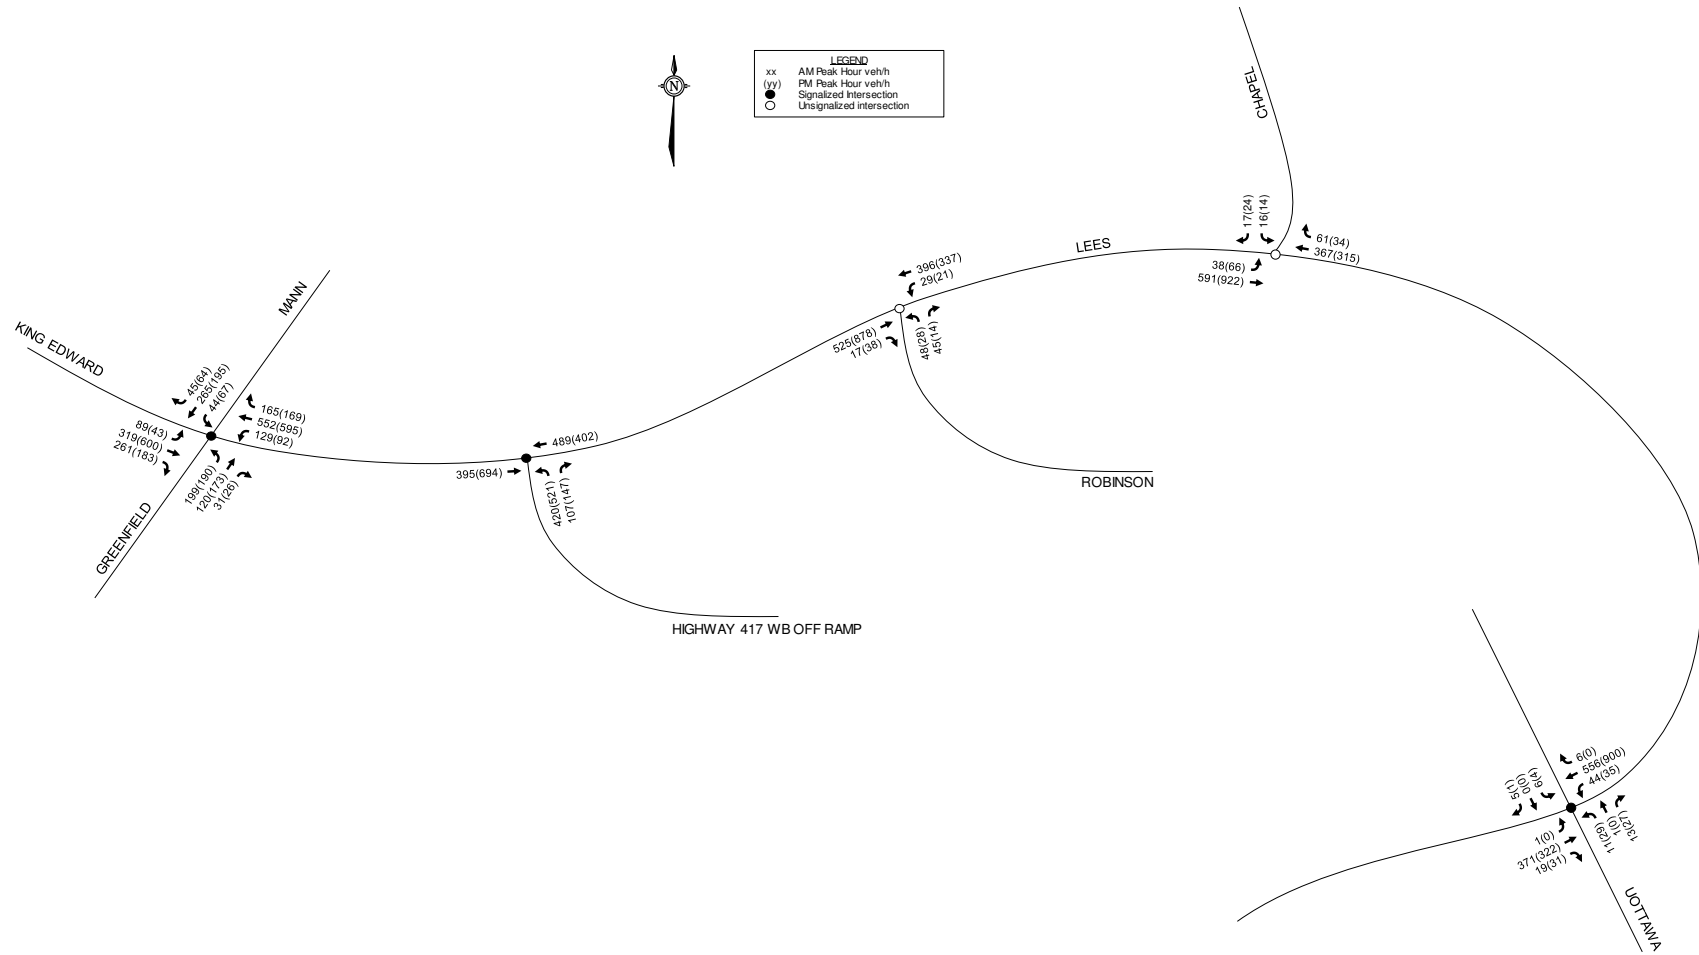 N
LEGEND
xx AM Peak Hour veh/h
(yy) PM Peak Hour veh/h
Signalized Intersection
Unsignalized intersection
CHAPEL
17(24)
16(14)
61(34)
367(315)
38(66)
591(922)
LEES
396(337)
29(21)
525(878)
17(38)
48(28)
45(14)
ROBINSON
MANN
KING EDWARD
45(64)
265(195)
44(67)
165(169)
552(595)
129(92)
89(43)
319(600)
261(183)
199(190)
120(173)
31(26)
GREENFIELD
489(402)
395(694)
420(521)
107(147)
HIGHWAY 417 WB OFF RAMP
9(0)
556(900)
44(35)
5(1)
0(0)
6(4)
1(0)
371(322)
19(31)
11(29)
1(0)
13(27)
UOTTAWA